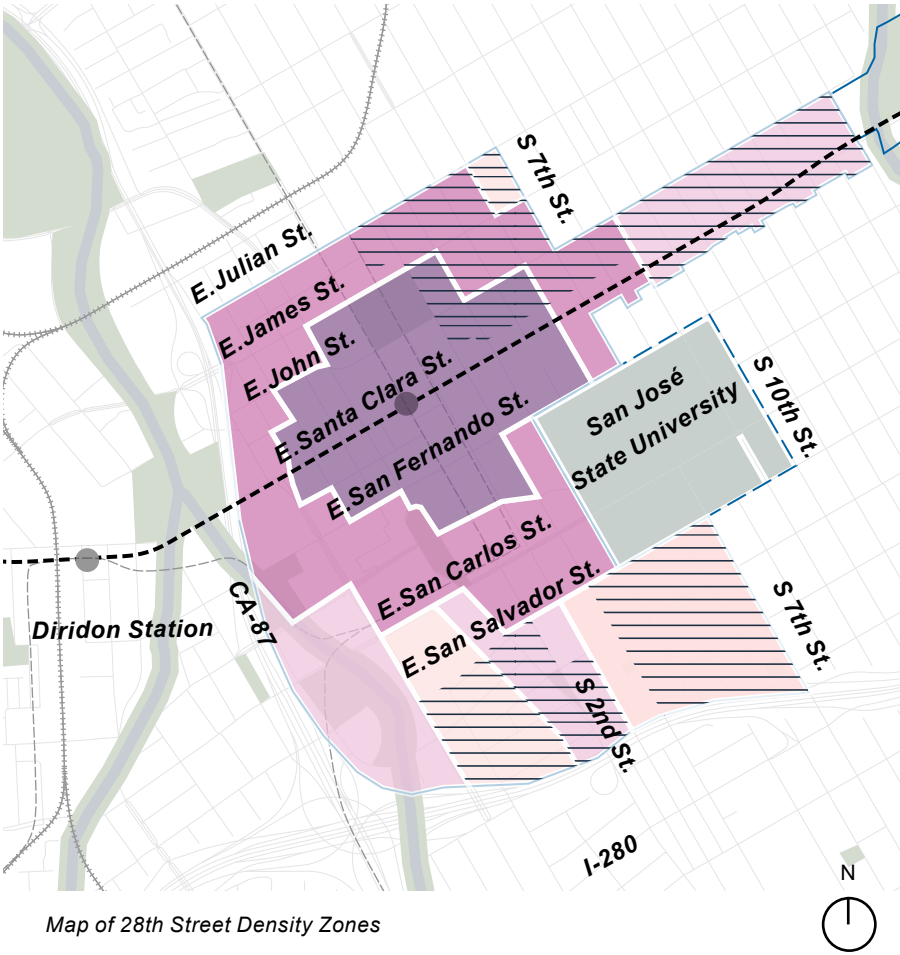 S 7th St.
E.Julian St.
E.James St.
E.John St.
E.Santa Clara St.
E.San Fernando St.
San José
State University
S 10th St.
E.San Carlos St.
E.San Salvador St.
CA-87
Diridon Station
S 7th St.
S 2nd St.
I-280
N
Map of 28th Street Density Zones